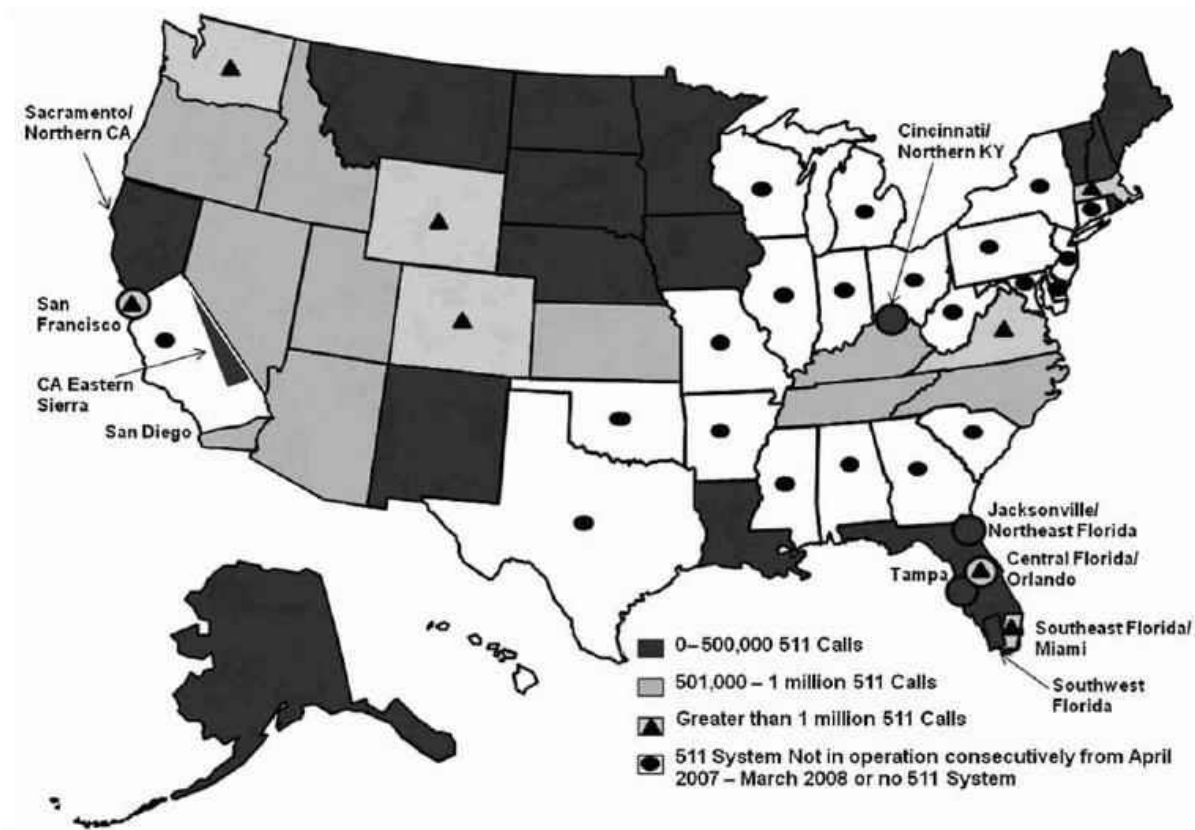 Sacramento/
Northern CA
Cincinnati/
Northern KY
San
Francisco
CA Eastern
Sierra
San Diego
Jacksonville/
Northeast Florida
Central Florida/
Orlando
Tampa
Southeast Florida/
Miami
Southwest
Florida
0–500,000 511 Calls
501,000 – 1 million 511 Calls
Greater than 1 million 511 Calls
511 System Not in operation consecutively from April
2007 – March 2008 or no 511 System